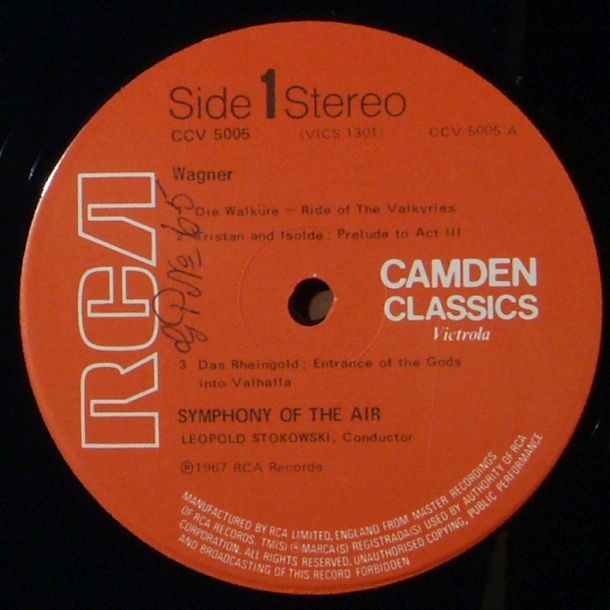 Side 1 Stereo
CCV 5005 (VICS 1301) CCV 5005 A
Wagner
Die Walküre – Ride of The Valkyries
Tristan and Isolde: Prelude to Act III
RCA
CAMDEN
CLASSICS
Victrola
3 Das Rheingold: Entrance of the Gods
into Valhalla
SYMPHONY OF THE AIR
LEOPOLD STOKOWSKI, Conductor
℗1967 RCA Records
MANUFACTURED BY RCA LIMITED, ENGLAND FROM MASTER RECORDINGS
OF RCA RECORDS. TM(S) ® MARCA(S) REGISTRADA(S) USED BY AUTHORITY OF RCA
CORPORATION. ALL RIGHTS RESERVED. UNAUTHORISED COPYING, PUBLIC PERFORMANCE
AND BROADCASTING OF THIS RECORD FORBIDDEN